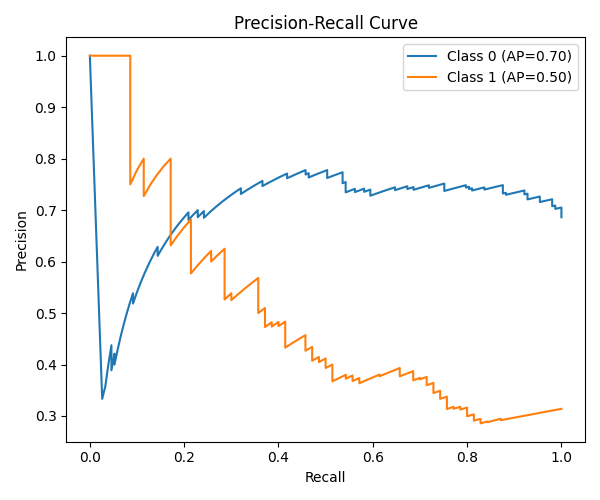 Precision-Recall Curve
Class 0 (AP=0.70)
Class 1 (AP=0.50)
Precision
1.0
0.9
0.8
0.7
0.6
0.5
0.4
0.3
0.0 0.2 0.4 0.6 0.8 1.0
Recall